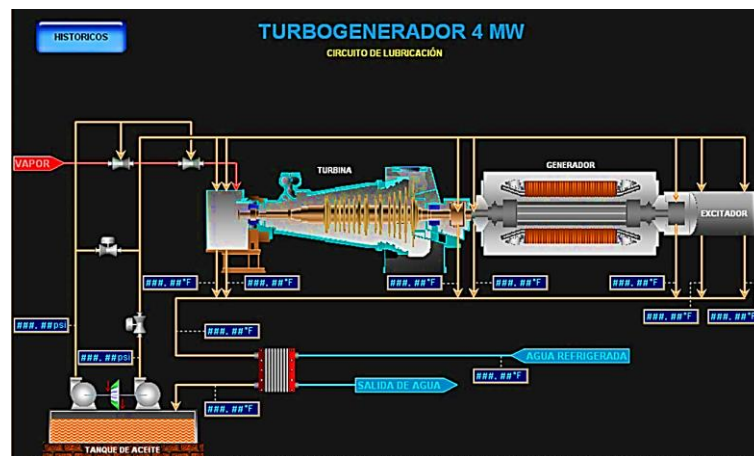 HISTORICOS
TURBOGENERADOR 4 MW
CIRCUITO DE LUBRICACIÓN
VAPOR
TURBINA
GENERADOR
EXCITADOR
###.##°F
###.##°F
###.##°F
###.##°F
###.##°F
###.##°F
###.##psi
###.##°F
###.##psi
AGUA REFRIGERADA
###.##°F
SALIDA DE AGUA
###.##°F
TANQUE DE ACEITE